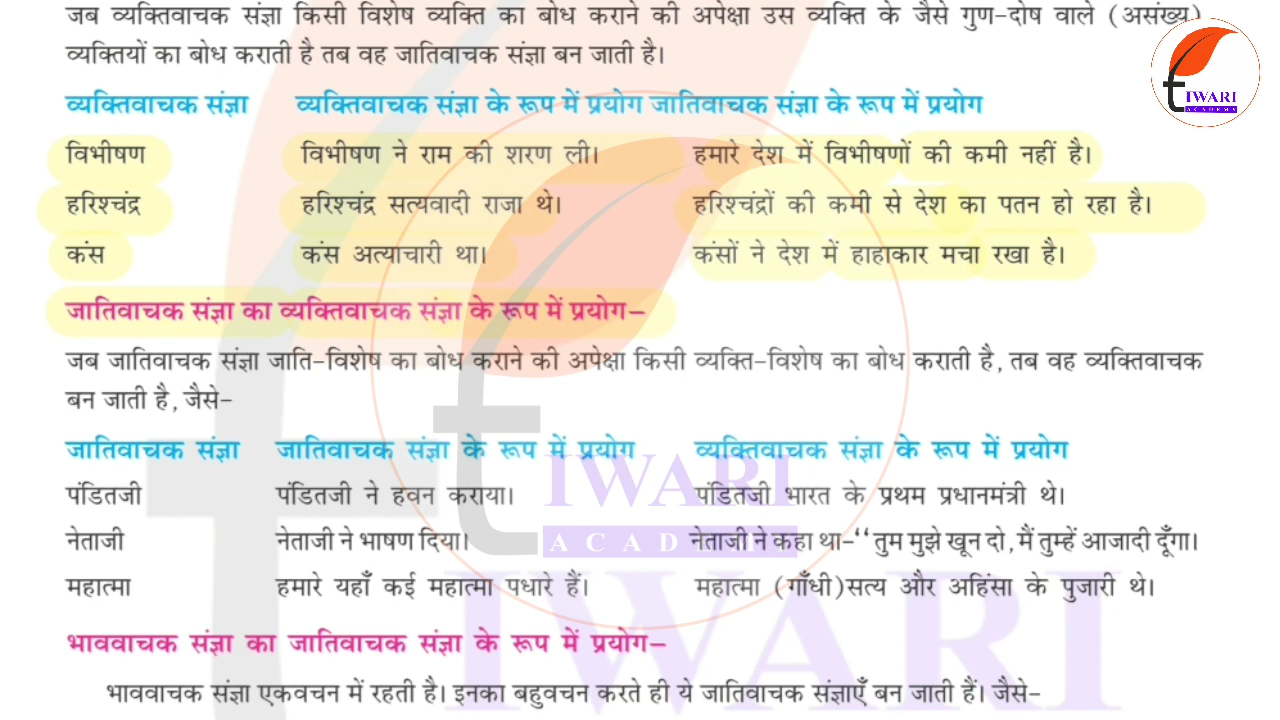 जब व्यक्तिवाचक संज्ञा किसी विशेष व्यक्ति का बोध कराने की अपेक्षा उस व्यक्ति के जैसे गुण-दोष वाले (असंख्य)
व्यक्तियों का बोध कराती है तब वह जातिवाचक संज्ञा बन जाती है।
TIWARI
ACADEMY
व्यक्तिवाचक संज्ञा व्यक्तिवाचक संज्ञा के रूप में प्रयोग जातिवाचक संज्ञा के रूप में प्रयोग
विभीषण विभीषण ने राम की शरण ली। हमारे देश में विभीषणों की कमी नहीं है।
हरिश्चंद्र हरिश्चंद्र सत्यवादी राजा थे। हरिश्चंद्रों की कमी से देश का पतन हो रहा है।
कंस कंस अत्याचारी था। कंसों ने देश में हाहाकार मचा रखा है।
जातिवाचक संज्ञा का व्यक्तिवाचक संज्ञा के रूप में प्रयोग–
जब जातिवाचक संज्ञा जाति-विशेष का बोध कराने की अपेक्षा किसी व्यक्ति-विशेष का बोध कराती है, तब वह व्यक्तिवाचक
बन जाती है, जैसे–
जातिवाचक संज्ञा जातिवाचक संज्ञा के रूप में प्रयोग व्यक्तिवाचक संज्ञा के रूप में प्रयोग
पंडितजी पंडितजी ने हवन कराया। पंडितजी भारत के प्रथम प्रधानमंत्री थे।
नेताजी नेताजी ने भाषण दिया। नेताजी ने कहा था–‘‘तुम मुझे खून दो, मैं तुम्हें आजादी दूँगा।
महात्मा हमारे यहाँ कई महात्मा पधारे हैं। महात्मा (गाँधी)सत्य और अहिंसा के पुजारी थे।
TIWARI
ACADEMY
भाववाचक संज्ञा का जातिवाचक संज्ञा के रूप में प्रयोग–
भाववाचक संज्ञा एकवचन में रहती है। इनका बहुवचन करते ही ये जातिवाचक संज्ञाएँ बन जाती हैं। जैसे–
TIWARI